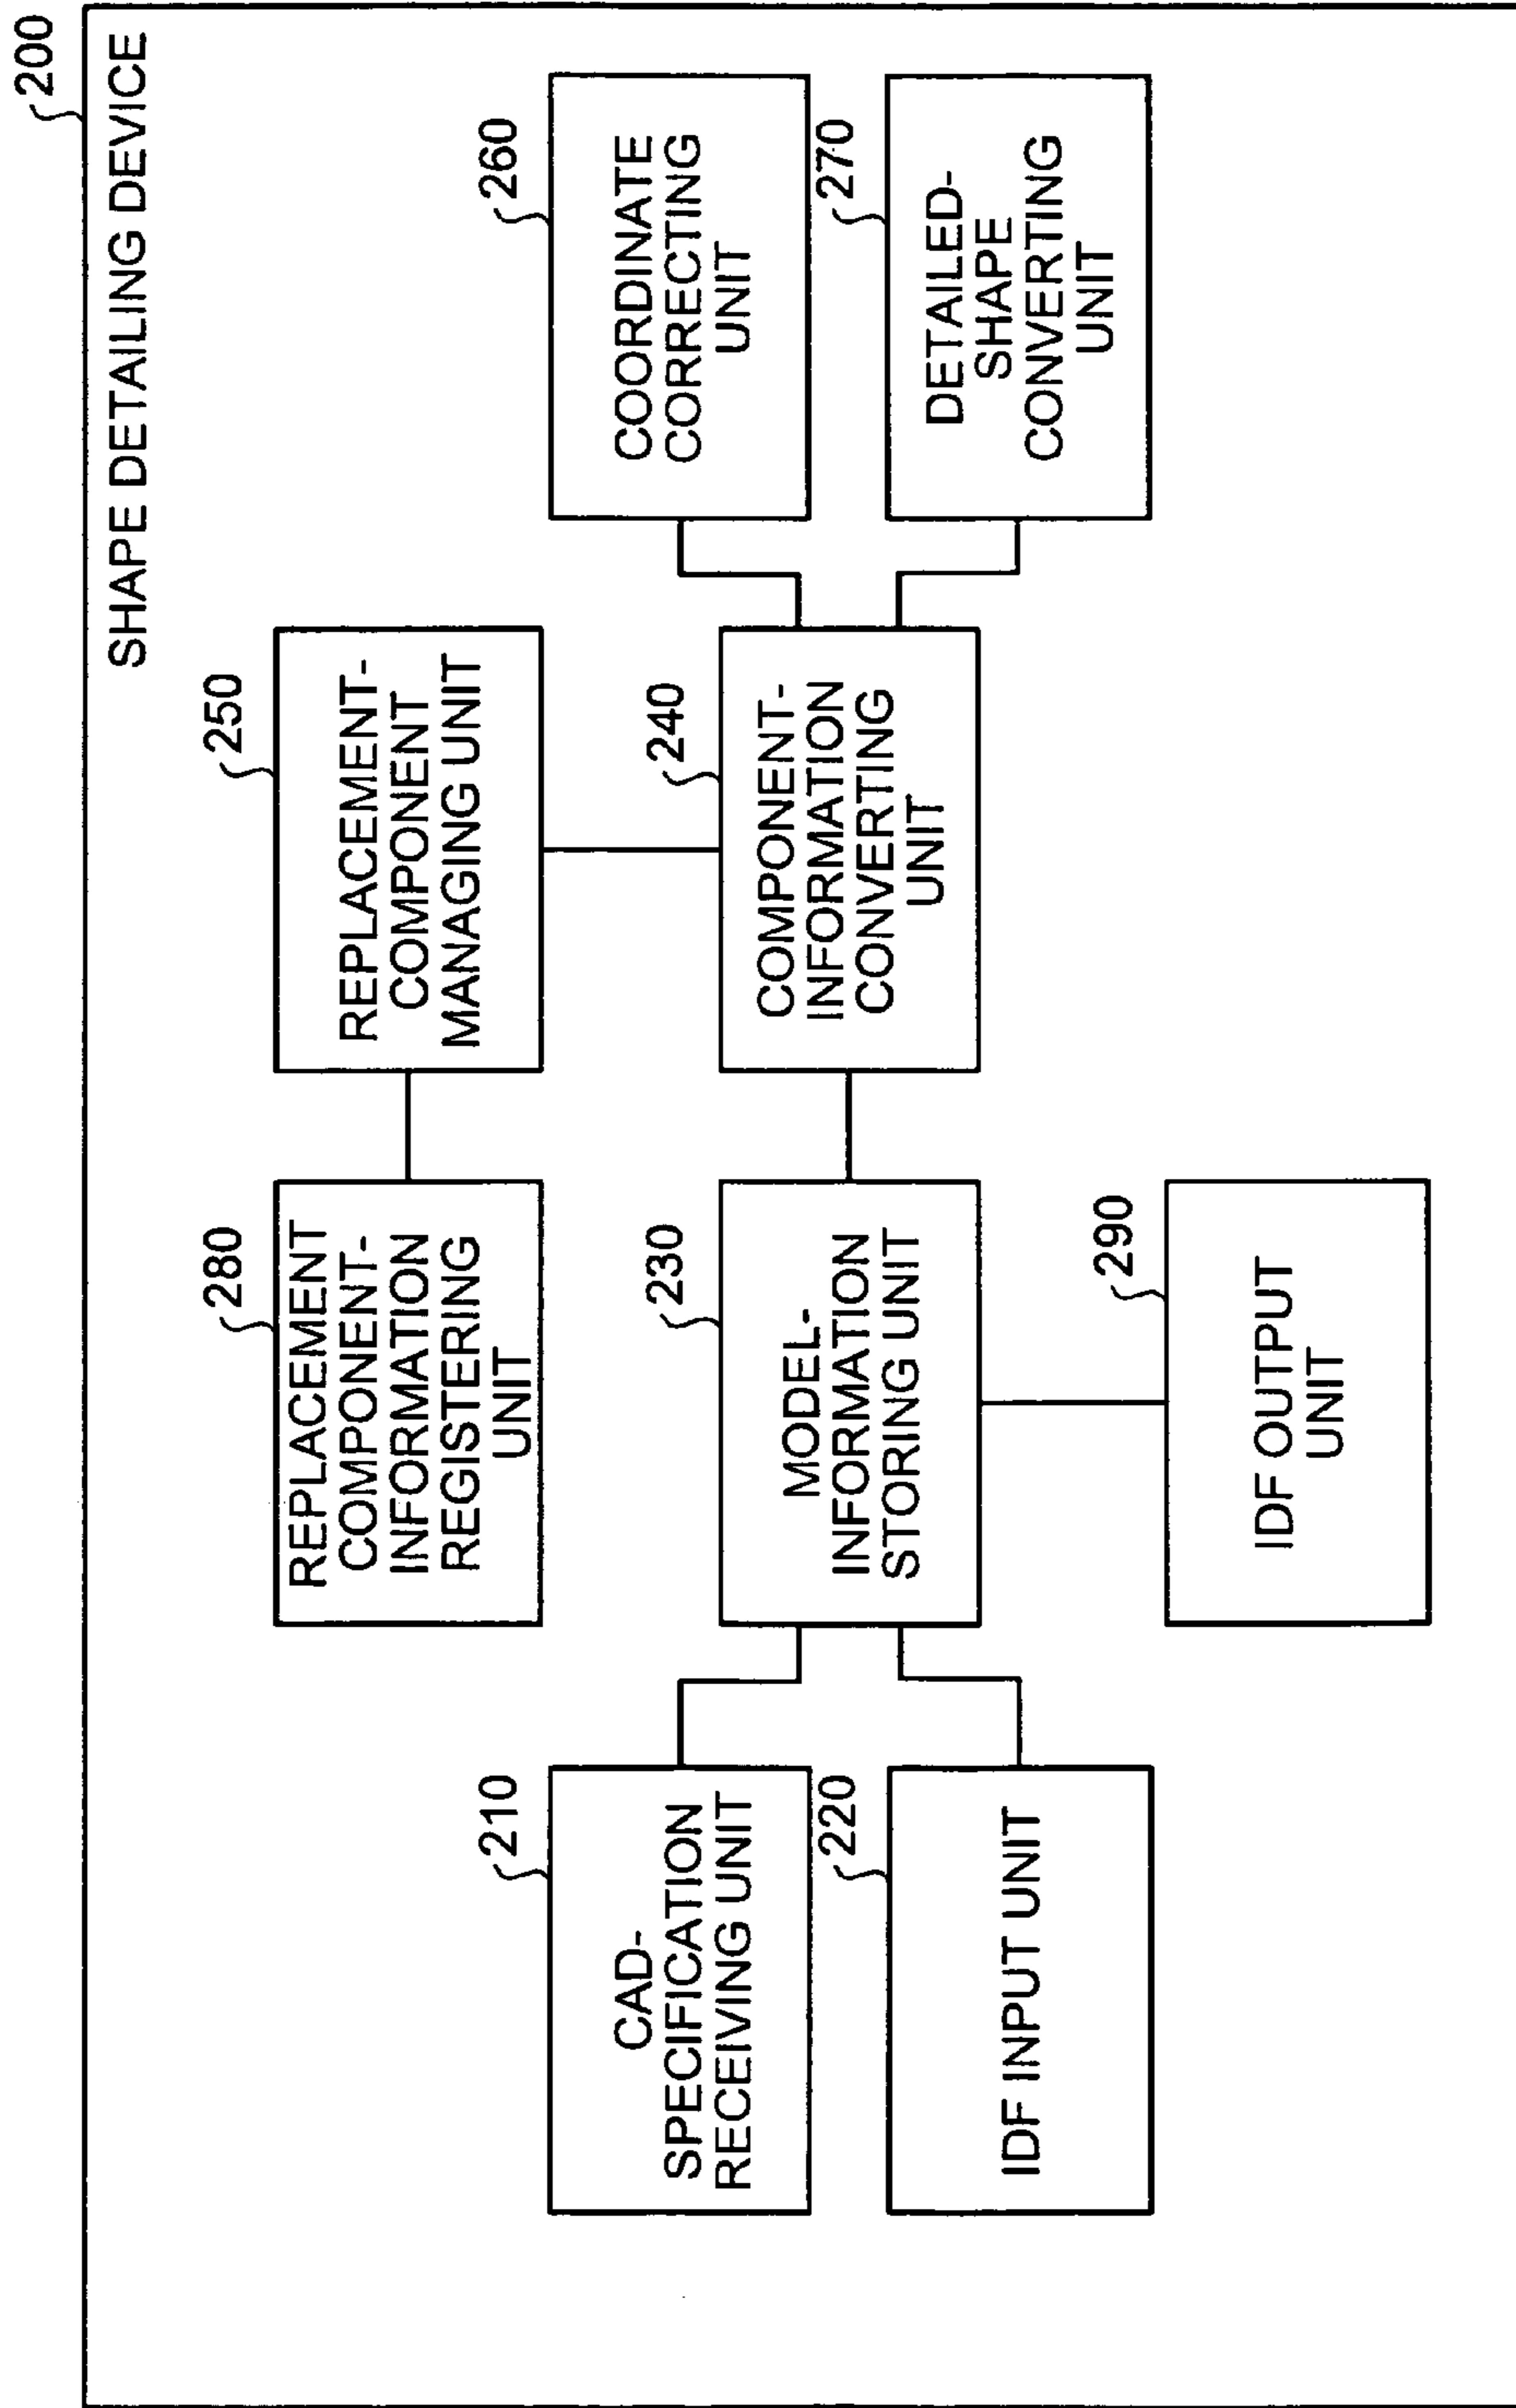 200
SHAPE DETAILING DEVICE
280
REPLACEMENT
COMPONENT-
INFORMATION
REGISTERING
UNIT
250
REPLACEMENT-
COMPONENT
MANAGING UNIT
210
CAD-
SPECIFICATION
RECEIVING UNIT
220
IDF INPUT UNIT
230
MODEL-
INFORMATION
STORING UNIT
240
COMPONENT-
INFORMATION
CONVERTING
UNIT
260
COORDINATE
CORRECTING
UNIT
270
DETAILED-
SHAPE
CONVERTING
UNIT
290
IDF OUTPUT
UNIT